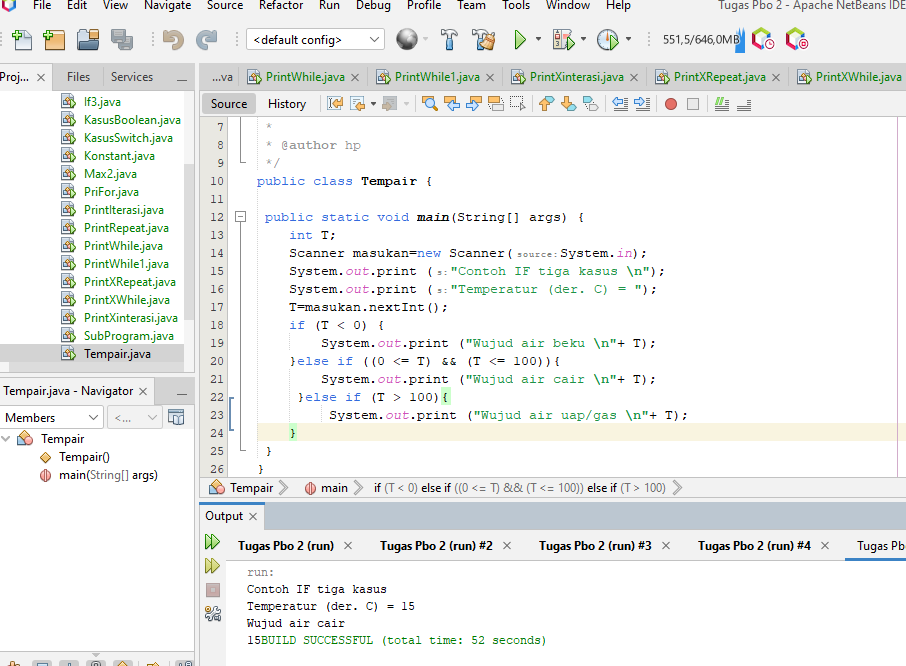 File Edit View Navigate Source Refactor Run Debug Profile Team Tools Window Help Tugas Pbo 2 - Apache NetBeans IDE
<default config> 551,5/646,0MB
Proj... × Files Services
...va PrintWhile.java × PrintWhile1.java × PrintXinterasi.java × PrintXRepeat.java × PrintXWhile.java
Source History
If3.java
KasusBoolean.java
KasusSwitch.java
Konstant.java
Max2.java
PriFor.java
PrintIterasi.java
PrintRepeat.java
PrintWhile.java
PrintWhile1.java
PrintXRepeat.java
PrintXWhile.java
PrintXinterasi.java
SubProgram.java
Tempair.java
Tempair.java - Navigator ×
Members <...
Tempair
Tempair()
main(String[] args)
7 *
8 * @author hp
9 */
10 public class Tempair {
11
12 public static void main(String[] args) {
13 int T;
14 Scanner masukan=new Scanner(source:System.in);
15 System.out.print (s:"Contoh IF tiga kasus \n");
16 System.out.print (s:"Temperatur (der. C) = ");
17 T=masukan.nextInt();
18 if (T < 0) {
19 System.out.print ("Wujud air beku \n"+ T);
20 }else if ((0 <= T) && (T <= 100)){
21 System.out.print ("Wujud air cair \n"+ T);
22 }else if (T > 100){
23 System.out.print ("Wujud air uap/gas \n"+ T);
24 }
25 }
26 }
Tempair main if (T < 0) else if ((0 <= T) && (T <= 100)) else if (T > 100)
Output ×
Tugas Pbo 2 (run) × Tugas Pbo 2 (run) #2 × Tugas Pbo 2 (run) #3 × Tugas Pbo 2 (run) #4 × Tugas Pb
run:
Contoh IF tiga kasus
Temperatur (der. C) = 15
Wujud air cair
15BUILD SUCCESSFUL (total time: 52 seconds)